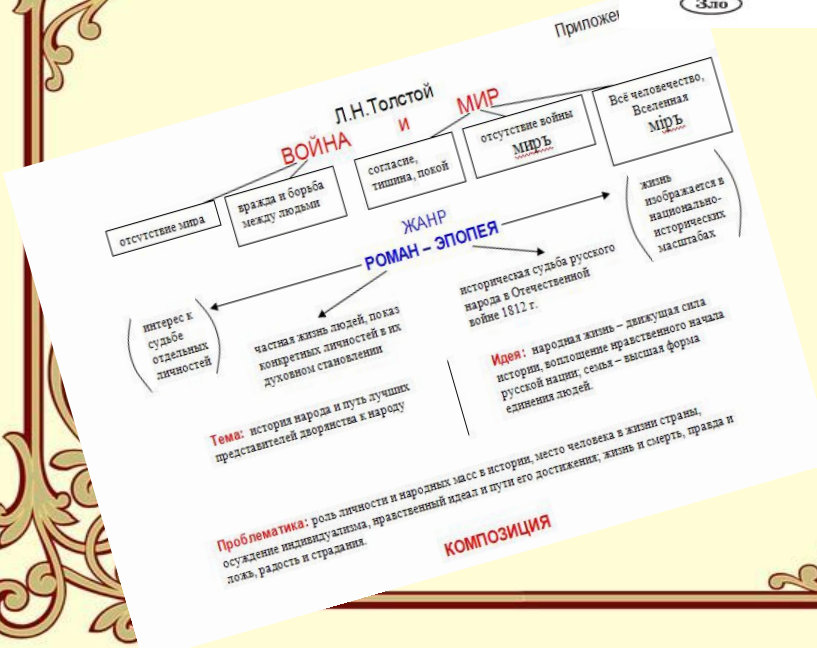 Зло
Приложе
Л.Н.Толстой
ВОЙНА И МИР
отсутствие мира
вражда и борьба
между людьми
согласие,
тишина, покой
отсутствие войны
миръ
Всё человечество,
Вселенная
мiръ
ЖАНР
РОМАН – ЭПОПЕЯ
интерес к
судьбе
отдельных
личностей
частная жизнь людей, показ
конкретных личностей в их
духовном становлении
историческая судьба русского
народа в Отечественной
войне 1812 г.
жизнь
изображается в
национально-
исторических
масштабах
Тема: история народа и путь лучших
представителей дворянства к народу
Идея: народная жизнь – движущая сила
истории, воплощение нравственного начала
русской нации; семья – высшая форма
единения людей.
Проблематика: роль личности и народных масс в истории, место человека в жизни страны,
осуждение индивидуализма, нравственный идеал и пути его достижения; жизнь и смерть, правда и
ложь, радость и страдания.
КОМПОЗИЦИЯ